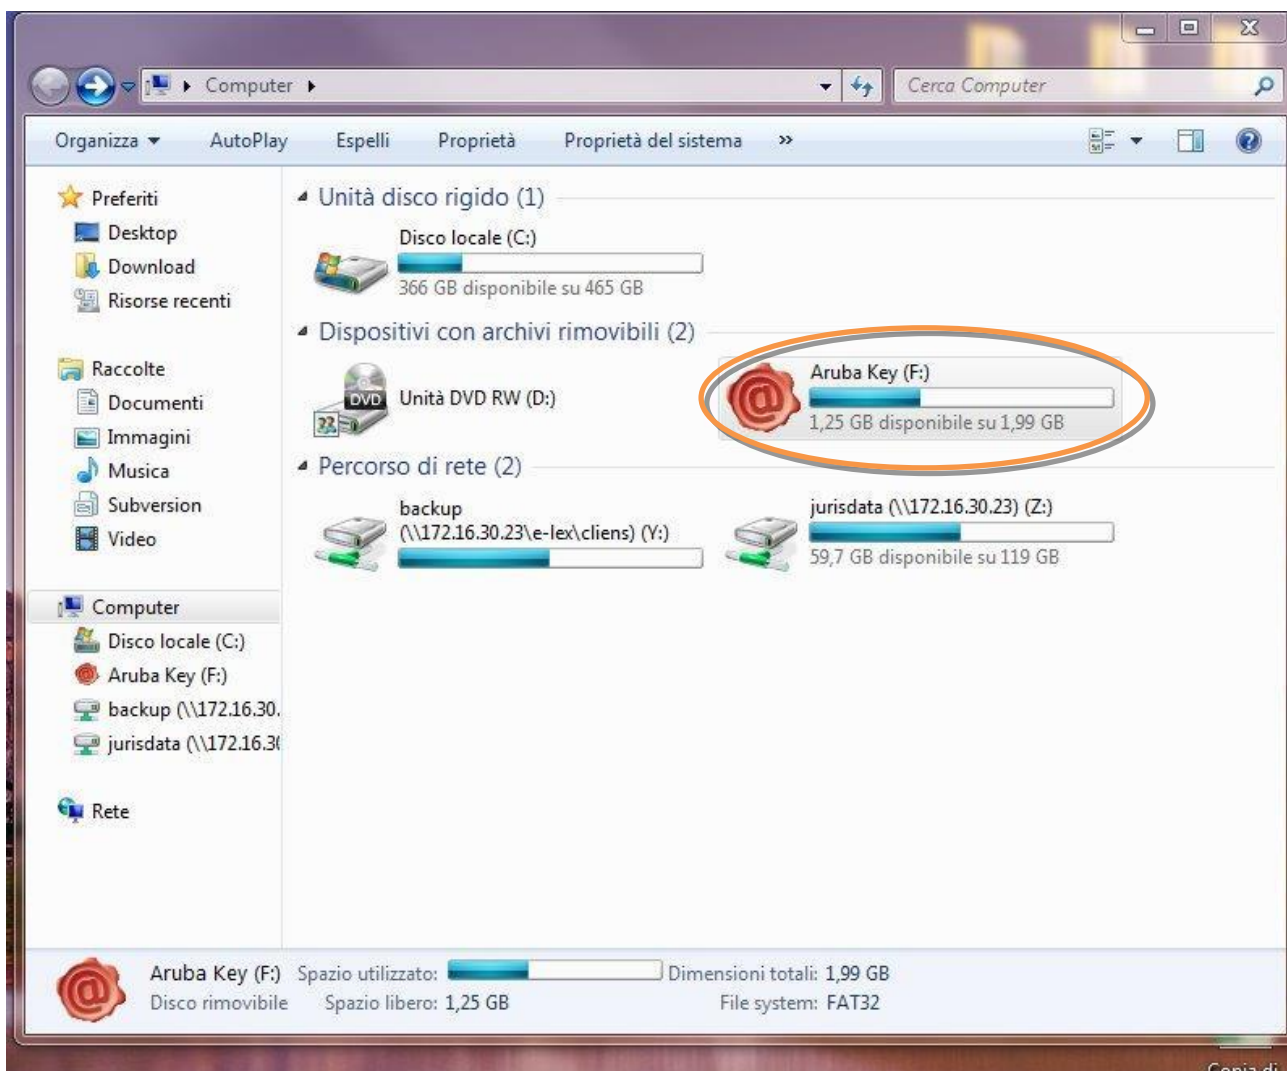 Computer
Cerca Computer
Organizza
AutoPlay
Espelli
Proprietà
Proprietà del sistema
»
Preferiti
Desktop
Download
Risorse recenti
Raccolte
Documenti
Immagini
Musica
Subversion
Video
Computer
Disco locale (C:)
Aruba Key (F:)
backup (\\172.16.30.
jurisdata (\\172.16.30
Rete
Unità disco rigido (1)
Disco locale (C:)
366 GB disponibile su 465 GB
Dispositivi con archivi rimovibili (2)
DVD
Unità DVD RW (D:)
Aruba Key (F:)
1,25 GB disponibile su 1,99 GB
Percorso di rete (2)
backup
(\\172.16.30.23\e-lex\cliens) (Y:)
jurisdata (\\172.16.30.23) (Z:)
59,7 GB disponibile su 119 GB
Aruba Key (F:) Spazio utilizzato: Dimensioni totali: 1,99 GB
Disco rimovibile Spazio libero: 1,25 GB File system: FAT32
Copia di